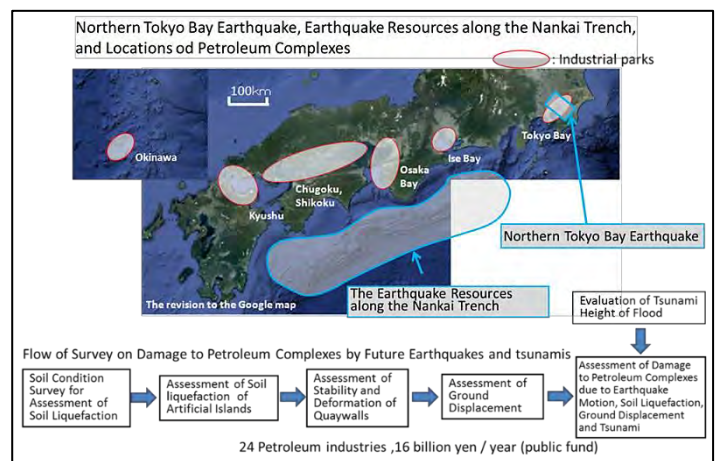 Northern Tokyo Bay Earthquake, Earthquake Resources along the Nankai Trench,
and Locations od Petroleum Complexes
: Industrial parks
100km
Okinawa
Kyushu
Chugoku,
Shikoku
Osaka
Bay
Ise Bay
Tokyo
Bay
Northern Tokyo Bay Earthquake
The Earthquake Resources
along the Nankai Trench
The revision to the Google map
Evaluation of Tsunami
Height of Flood
Flow of Survey on Damage to Petroleum Complexes by Future Earthquakes and tsunamis
Soil Condition
Survey for
Assessment of
Soil Liquefaction
Assessment of Soil
liquefaction of
Artificial Islands
Assessment of
Stability and
Deformation of
Quaywalls
Assessment of
Ground
Displacement
Assessment of Damage
to Petroleum Complexes
due to Earthquake
Motion, Soil Liquefaction,
Ground Displacement
and Tsunami
24 Petroleum industries ,16 billion yen / year (public fund)